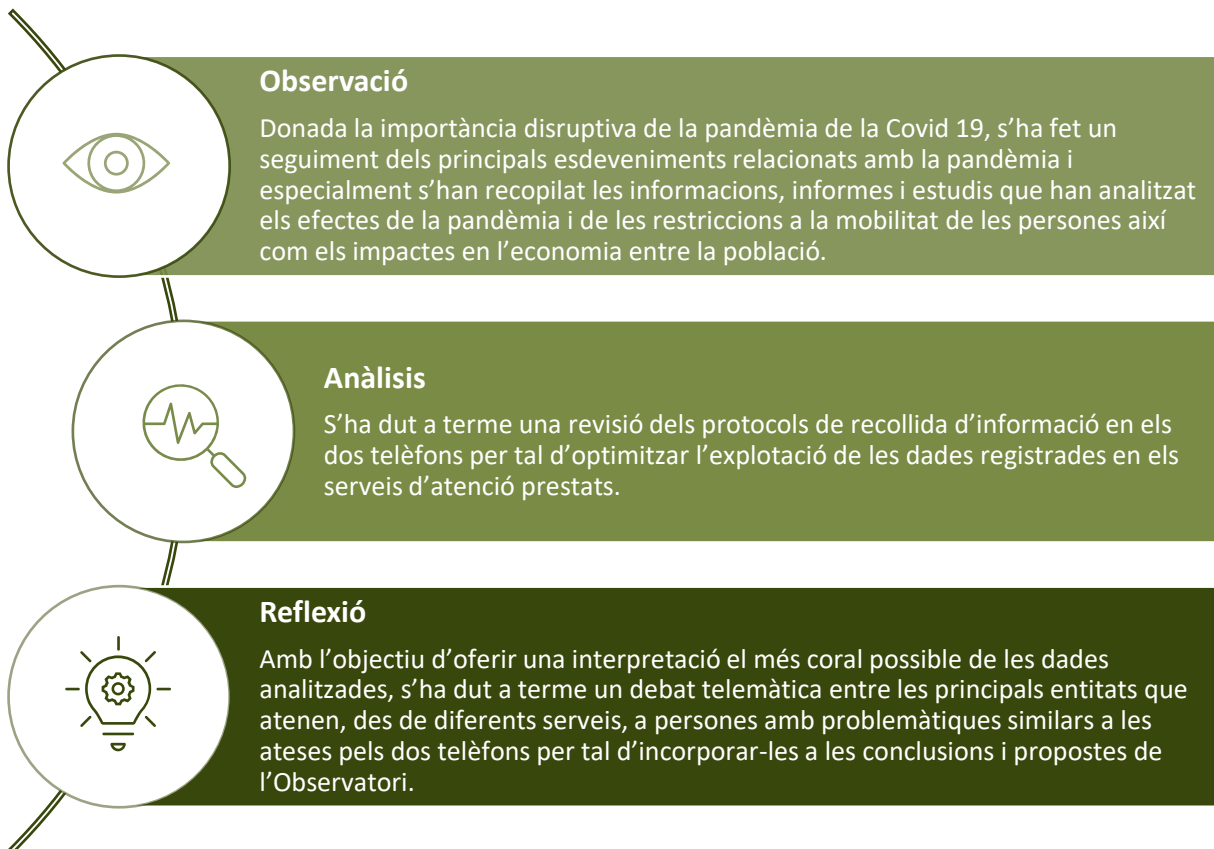 Observació
Donada la importància disruptiva de la pandèmia de la Covid 19, s’ha fet un
seguiment dels principals esdeveniments relacionats amb la pandèmia i
especialment s’han recopilat les informacions, informes i estudis que han analitzat
els efectes de la pandèmia i de les restriccions a la mobilitat de les persones així
com els impactes en l’economia entre la població.
Anàlisis
S’ha dut a terme una revisió dels protocols de recollida d’informació en els
dos telèfons per tal d’optimitzar l’explotació de les dades registrades en els
serveis d’atenció prestats.
Reflexió
Amb l’objectiu d’oferir una interpretació el més coral possible de les dades
analitzades, s’ha dut a terme un debat telemàtica entre les principals entitats que
atenen, des de diferents serveis, a persones amb problemàtiques similars a les
ateses pels dos telèfons per tal d’incorporar-les a les conclusions i propostes de
l’Observatori.